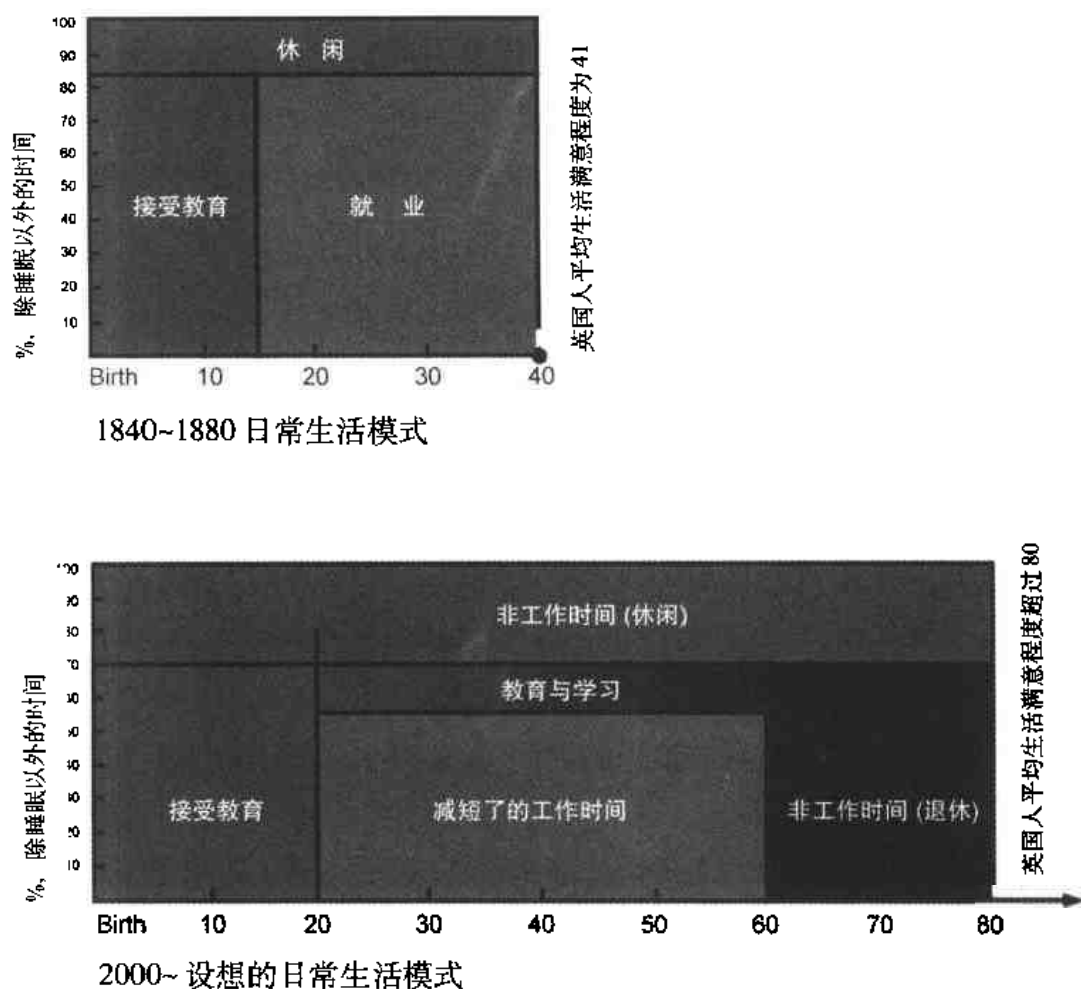 100
90
80
70
60
50
40
30
20
10
%，除睡眠以外的时间
休 闲
接受教育
就 业
英国人平均生活满意程度为41
Birth 10 20 30 40
1840~1880 日常生活模式
%，除睡眠以外的时间
70
40
20
10
非工作时间 (休闲)
教育与学习
接受教育
减短了的工作时间
非工作时间 (退休)
英国人平均生活满意程度超过80
Birth 10 20 30 40 50 60 70 80
2000~ 设想的日常生活模式